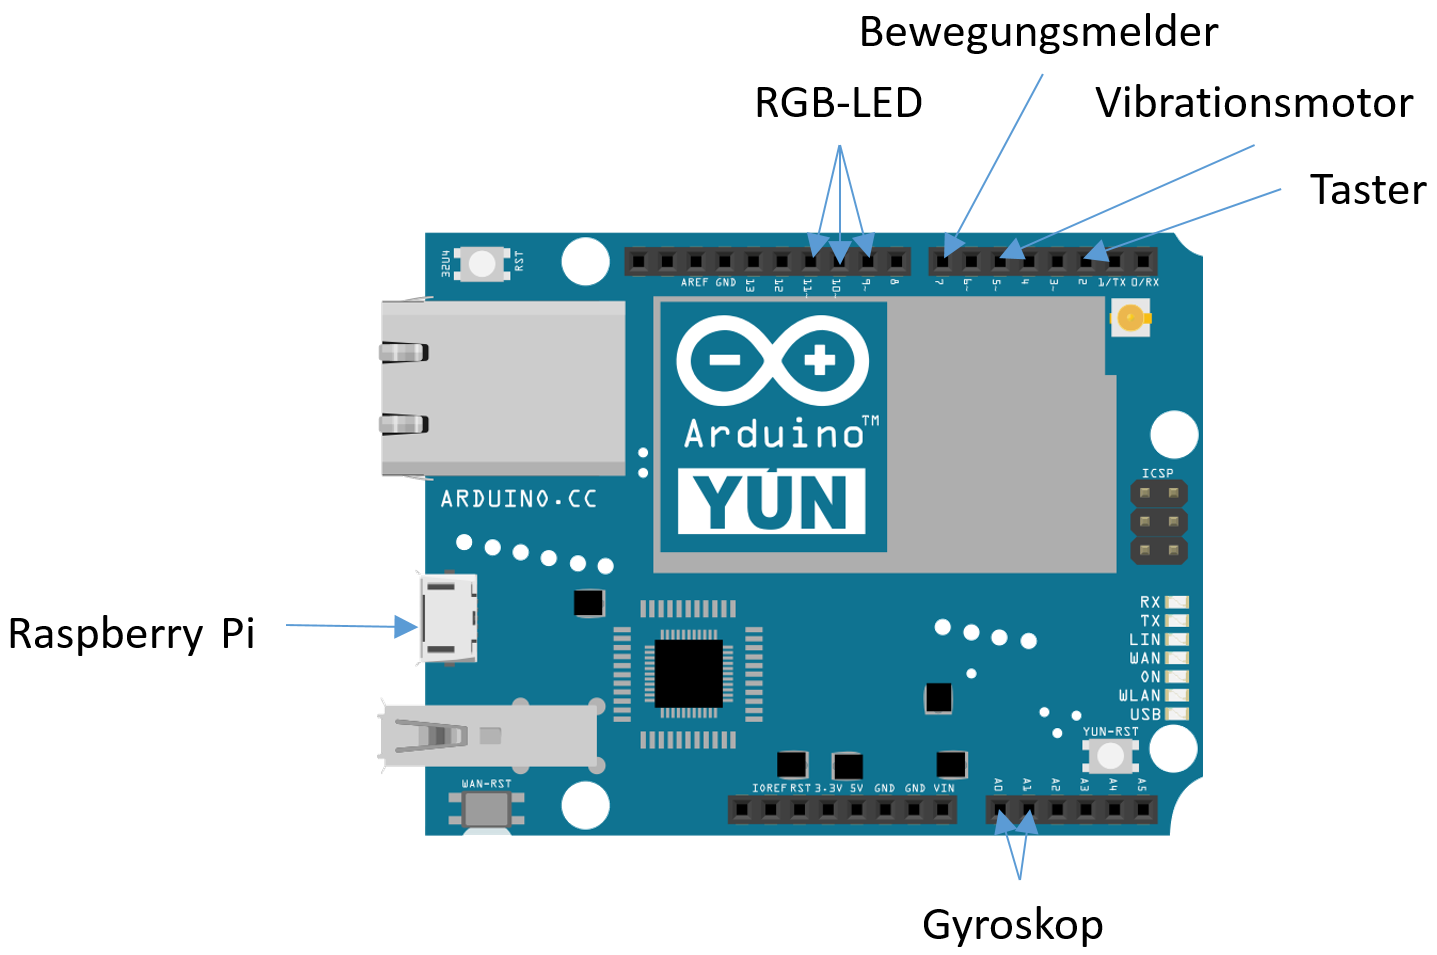 Bewegungsmelder
RGB-LED
Vibrationsmotor
Taster
32U4
RST
AREF GND 13 12 11~ 10~ 9~ 8 7 6~ 5~ 4 3~ 2 1/TX 0/RX
Arduino™
YÚN
ARDUINO.CC
ICSP
Raspberry Pi
RX
TX
LIN
WAN
ON
WLAN
USB
YUN-RST
WAN-RST
IOREF RST 3.3V 5V GND GND VIN A0 A1 A2 A3 A4 A5
Gyroskop